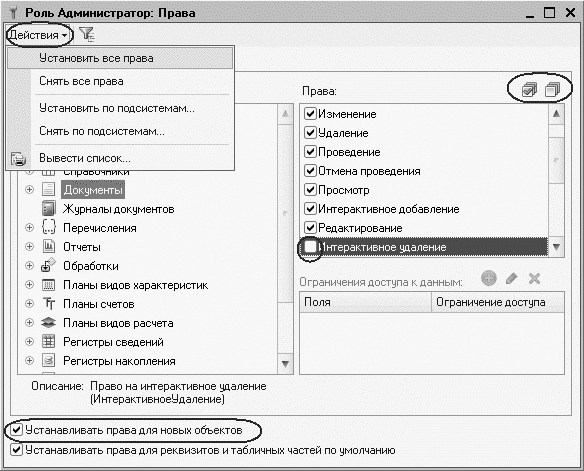 Роль Администратор: Права
Действия
Установить все права
Снять все права
Установить по подсистемам...
Снять по подсистемам...
Вывести список...
Справочники
Документы
Журналы документов
Перечисления
Отчеты
Обработки
Планы видов характеристик
Планы счетов
Планы видов расчета
Регистры сведений
Регистры накопления
Права:
Изменение
Удаление
Проведение
Отмена проведения
Просмотр
Интерактивное добавление
Редактирование
Интерактивное удаление
Ограничения доступа к данным:
Поля Ограничение доступа
Описание: Право на интерактивное удаление
(ИнтерактивноеУдаление)
Устанавливать права для новых объектов
Устанавливать права для реквизитов и табличных частей по умолчанию